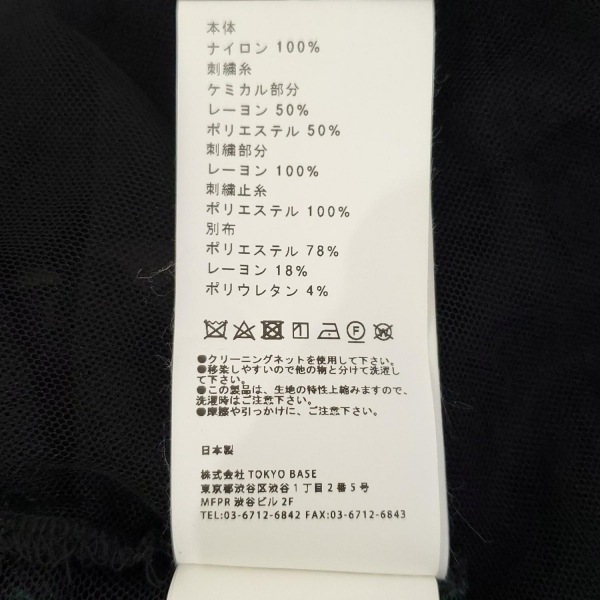 本体
ナイロン 100%
刺繍糸
ケミカル部分
レーヨン 50%
ポリエステル 50%
刺繍部分
レーヨン 100%
刺繍止糸
ポリエステル 100%
別布
ポリエステル 78%
レーヨン 18%
ポリウレタン 4%
●クリーニングネットを使用して下さい。
●移染しやすいので他の物と分けて洗濯し
て下さい。
●この製品は、生地の特性上縮みますので、
洗濯時はご注意下さい。
●摩擦や引っかけに、ご注意下さい。
日本製
株式会社 TOKYO BASE
東京都渋谷区渋谷1丁目2番5号
MFPR 渋谷ビル 2F
TEL:03-6712-6842 FAX:03-6712-6843